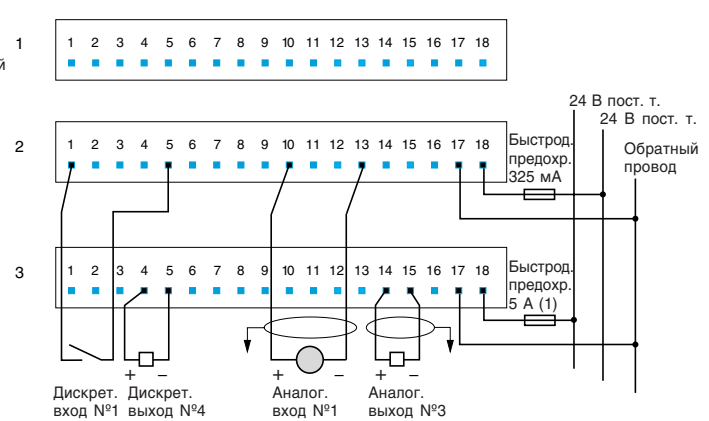 1
й
1 2 3 4 5 6 7 8 9 10 11 12 13 14 15 16 17 18
24 В пост. т.
24 В пост. т.
2
1 2 3 4 5 6 7 8 9 10 11 12 13 14 15 16 17 18
Быстрод.
предохр.
325 мА
Обратный
провод
3
1 2 3 4 5 6 7 8 9 10 11 12 13 14 15 16 17 18
Быстрод.
предохр.
5 А (1)
+ – + – + –
Дискрет.
вход №1
Дискрет.
выход №4
Аналог.
вход №1
Аналог.
выход №3